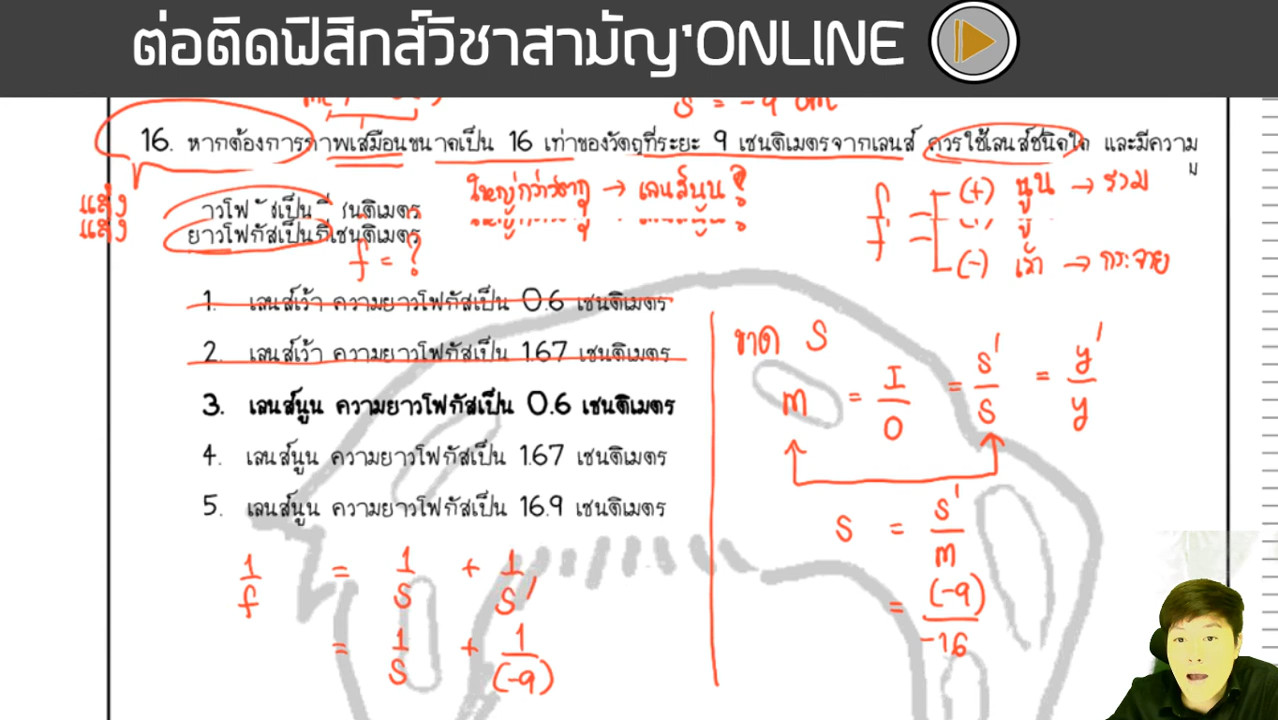 ต่อติดฟิสิกส์วิชาสามัญ'ONLINE
s' = -9 cm
16. หากต้องการภาพเสมือนขนาดเป็น 16 เท่าของวัตถุที่ระยะ 9 เซนติเมตรจากเลนส์ ควรใช้เลนส์ชนิดใด และมีความ
ใหญ่กว่าวัตถุ → เลนส์นูน
f (+) นูน → รวม
ยาวโฟกัสเป็นกี่เซนติเมตร
f = ?
(-) เว้า → กระจาย
1. เลนส์เว้า ความยาวโฟกัสเป็น 0.6 เซนติเมตร
2. เลนส์เว้า ความยาวโฟกัสเป็น 1.67 เซนติเมตร
3. เลนส์นูน ความยาวโฟกัสเป็น 0.6 เซนติเมตร
4. เลนส์นูน ความยาวโฟกัสเป็น 1.67 เซนติเมตร
5. เลนส์นูน ความยาวโฟกัสเป็น 16.9 เซนติเมตร
1/f = 1/s + 1/s'
= 1/s + 1/(-9)
ขาด s
m = I/O = s'/s = y'/y
s = s'/m
= (-9)/-16